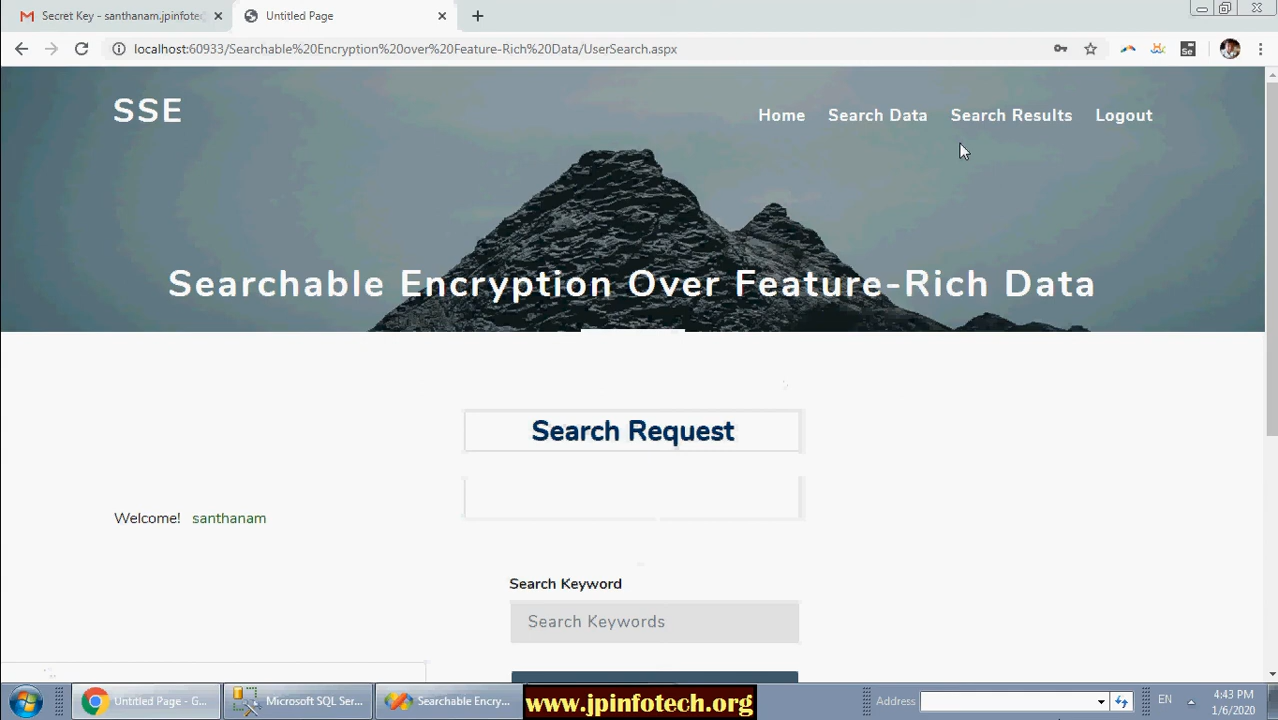 Secret Key - santhanam.jpinfotec
Untitled Page
localhost:60933/Searchable%20Encryption%20over%20Feature-Rich%20Data/UserSearch.aspx
SSE
Home Search Data Search Results Logout
Searchable Encryption Over Feature-Rich Data
Search Request
Welcome! santhanam
Search Keyword
Search Keywords
Untitled Page - G...
Microsoft SQL Ser...
Searchable Encry...
www.jpinfotech.org
Address
EN
4:43 PM
1/6/2020